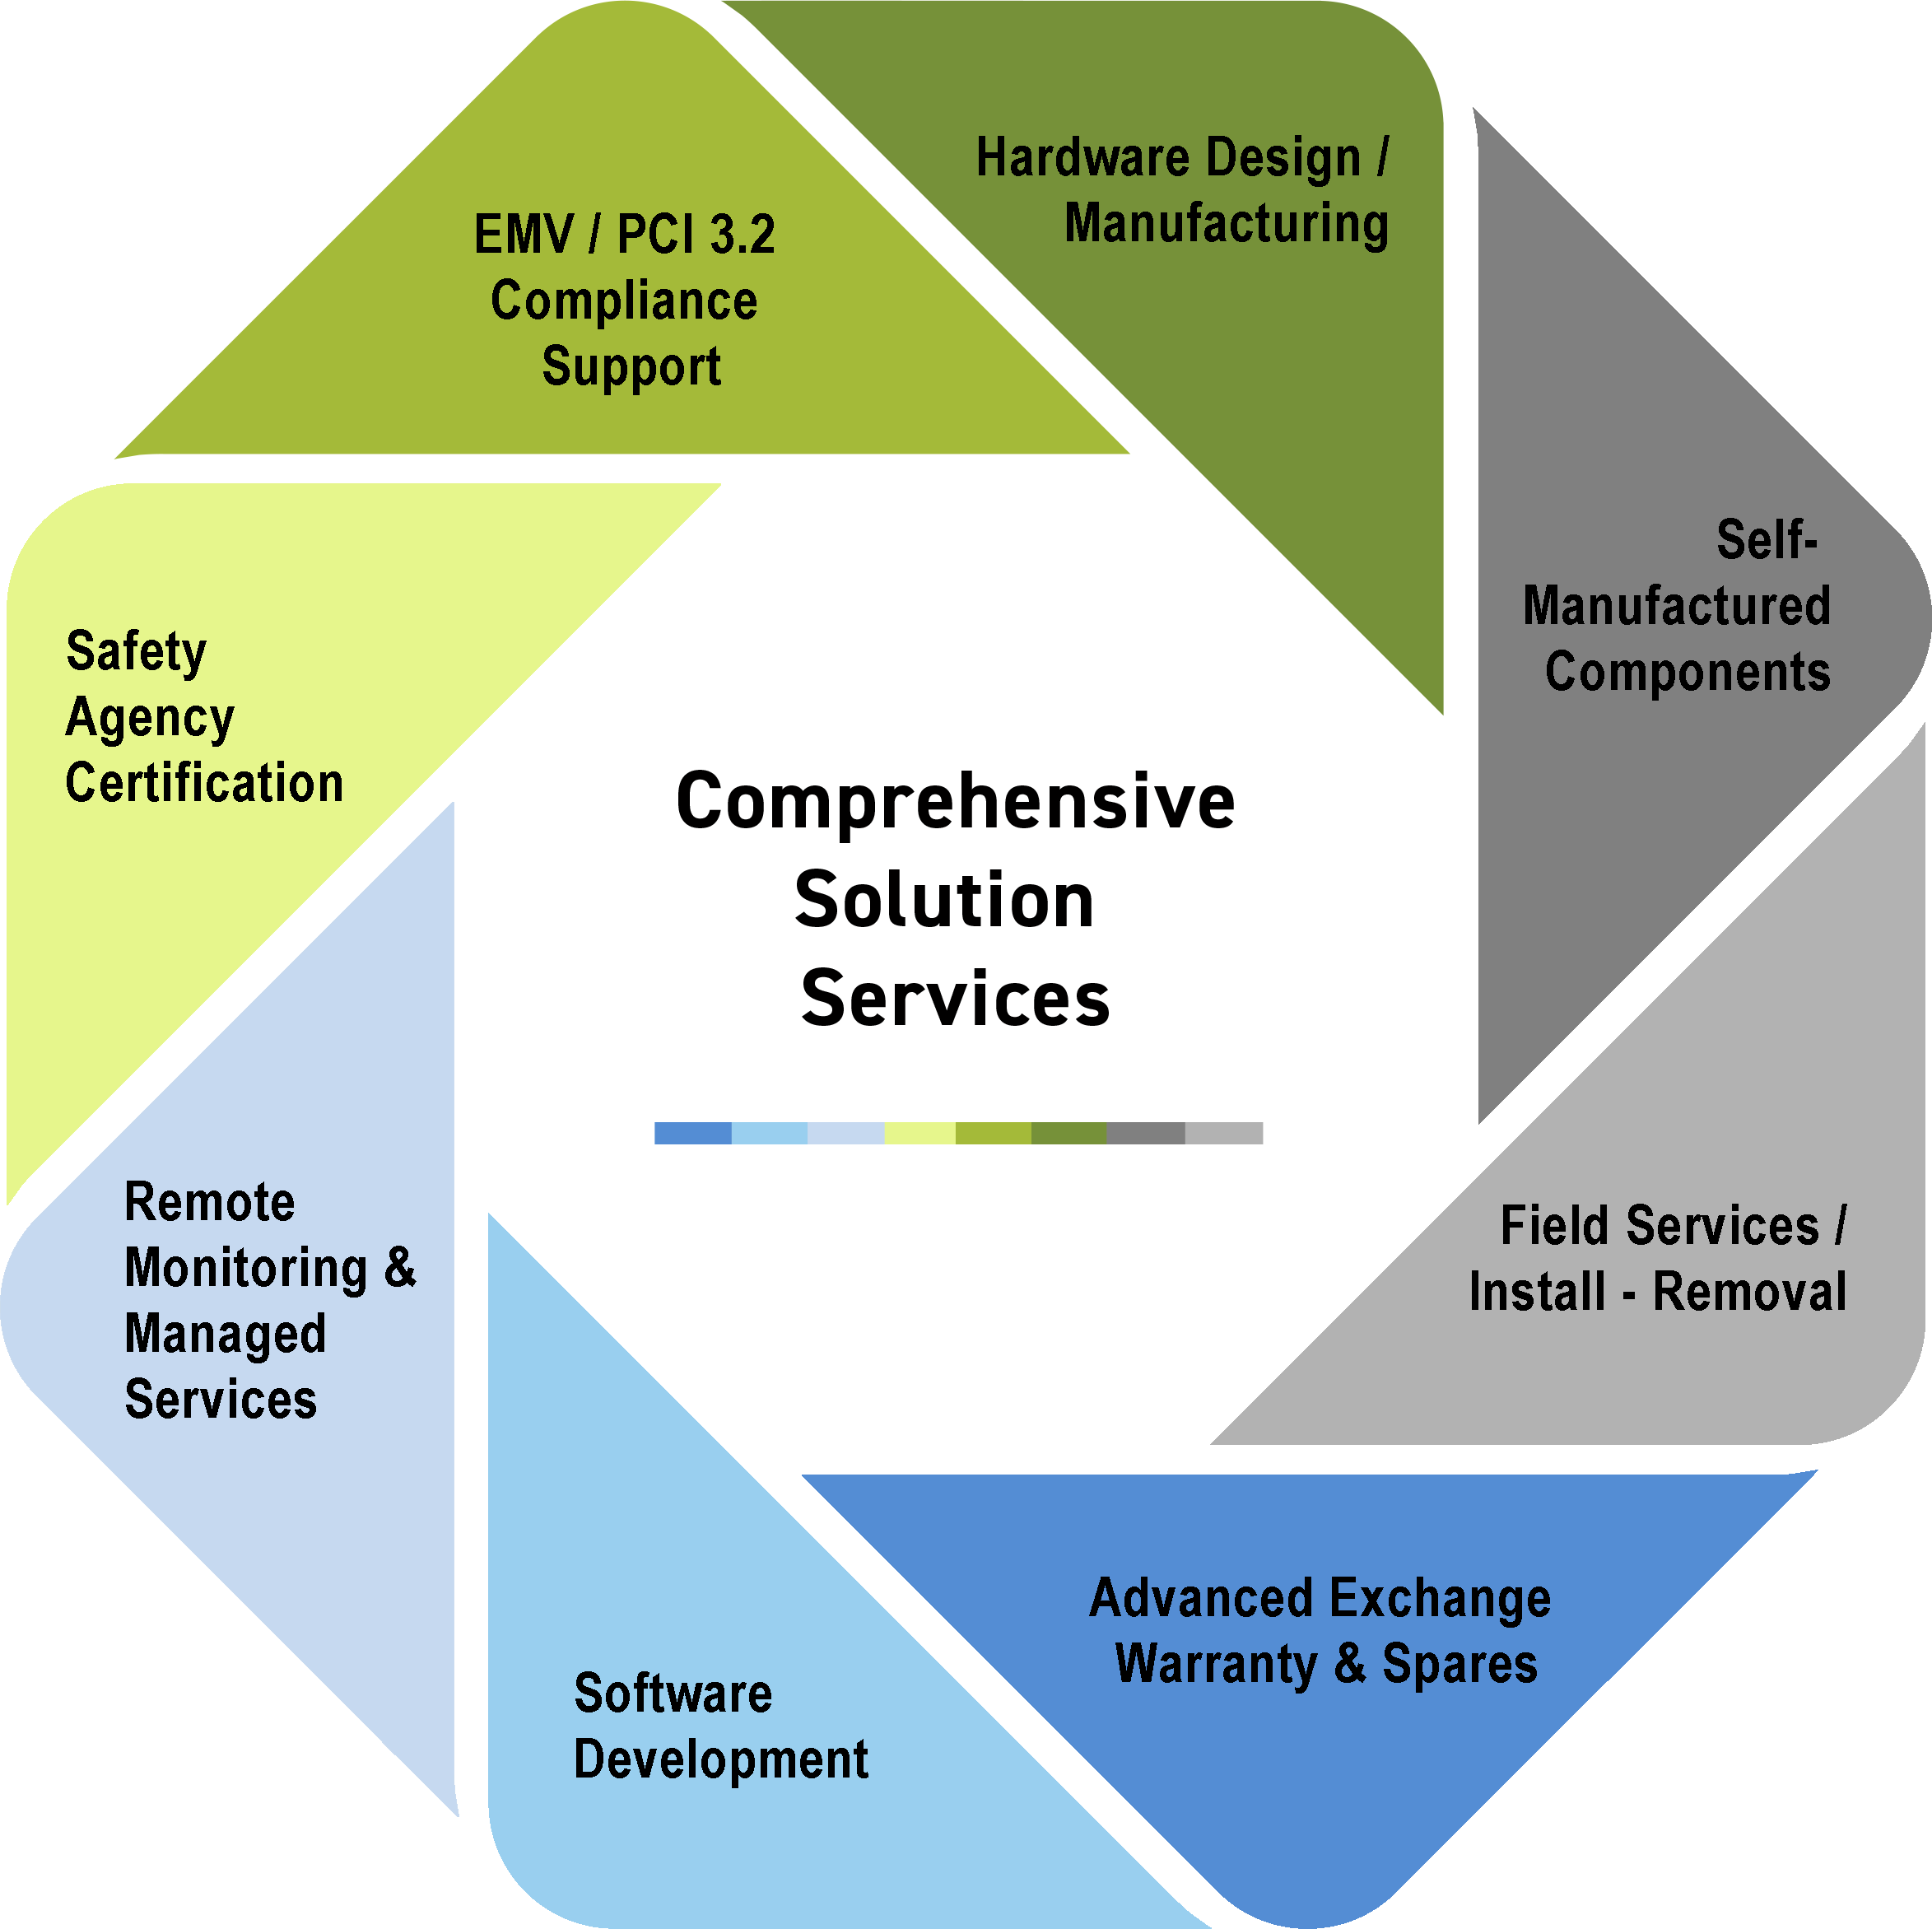 Hardware Design /
Manufacturing
EMV / PCI 3.2
Compliance
Support
Self-
Manufactured
Components
Safety
Agency
Certification
Comprehensive
Solution
Services
Remote
Monitoring &
Managed
Services
Field Services /
Install - Removal
Advanced Exchange
Warranty & Spares
Software
Development